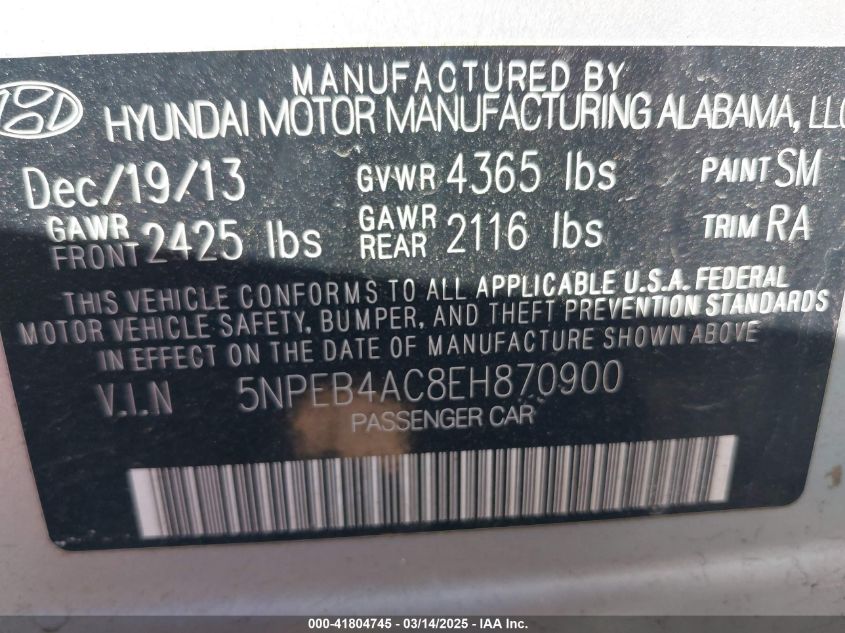 MANUFACTURED BY
HYUNDAI MOTOR MANUFACTURING ALABAMA, LLC
Dec/19/13 GVWR 4365 lbs PAINT SM
GAWR FRONT 2425 lbs GAWR REAR 2116 lbs TRIM RA
THIS VEHICLE CONFORMS TO ALL APPLICABLE U.S.A. FEDERAL
MOTOR VEHICLE SAFETY, BUMPER, AND THEFT PREVENTION STANDARDS
IN EFFECT ON THE DATE OF MANUFACTURE SHOWN ABOVE
V.I.N 5NPEB4AC8EH870900
PASSENGER CAR
000-41804745 - 03/14/2025 - IAA Inc.